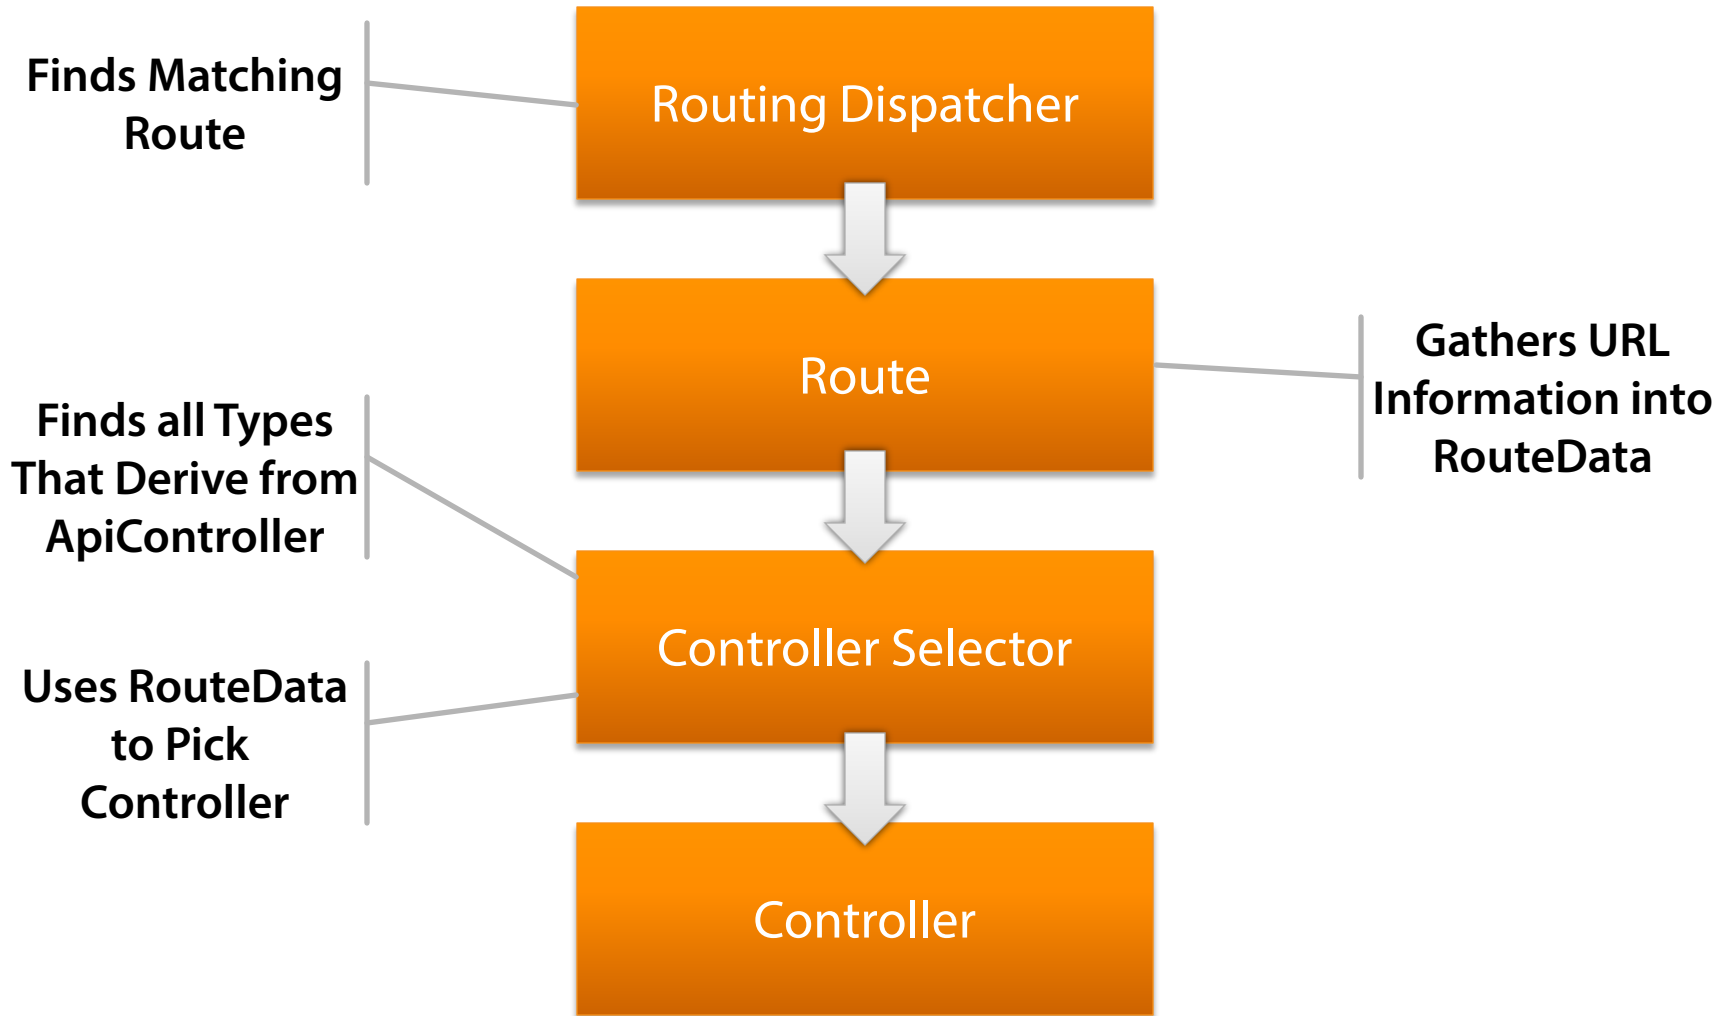 Finds Matching
Route
Routing Dispatcher
Route
Gathers URL
Information into
RouteData
Finds all Types
That Derive from
ApiController
Controller Selector
Uses RouteData
to Pick
Controller
Controller